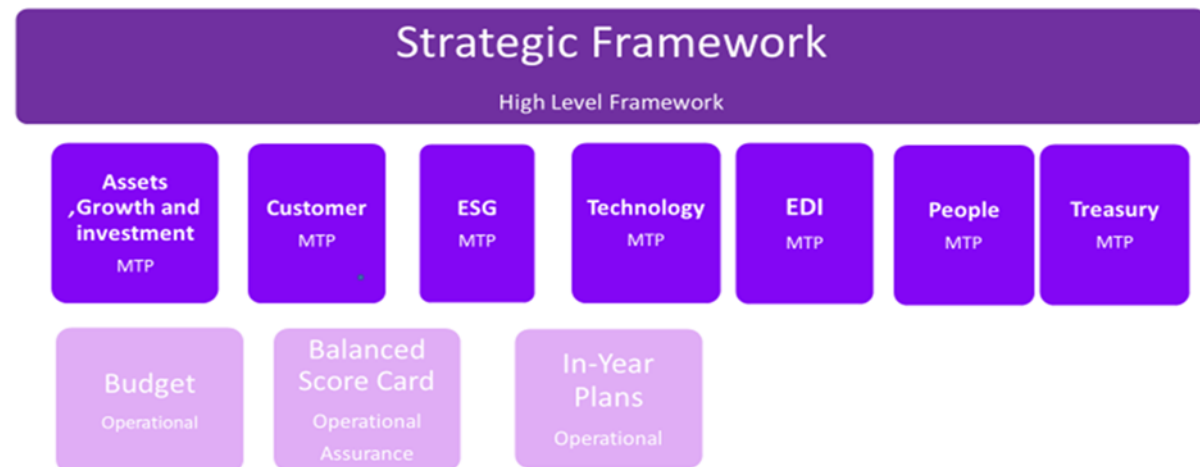 Strategic Framework
High Level Framework
Assets
,Growth and
investment
MTP
Customer
MTP
ESG
MTP
Technology
MTP
EDI
MTP
People
MTP
Treasury
MTP
Budget
Operational
Balanced
Score Card
Operational
Assurance
In-Year
Plans
Operational